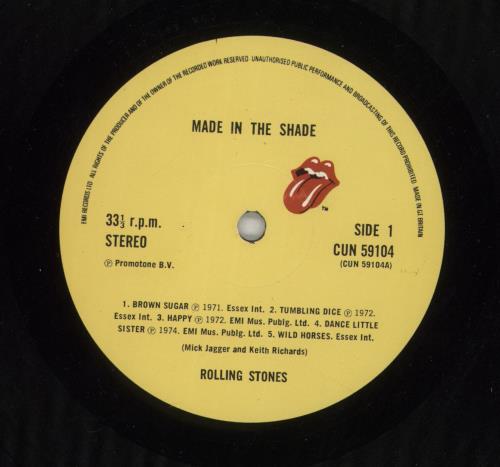 EMI RECORDS LTD ALL RIGHTS OF THE PRODUCER AND OF THE OWNER OF THE RECORDED WORK RESERVED UNAUTHORISED PUBLIC PERFORMANCE AND BROADCASTING OF THIS RECORD PROHIBITED MADE IN GT BRITAIN
MADE IN THE SHADE
TM
33⅓ r.p.m.
STEREO
℗ Promotone B.V.
SIDE 1
CUN 59104
(CUN 59104A)
1. BROWN SUGAR ℗ 1971. Essex Int. 2. TUMBLING DICE ℗ 1972.
Essex Int. 3. HAPPY ℗ 1972. EMI Mus. Pubg. Ltd. 4. DANCE LITTLE
SISTER ℗ 1974. EMI Mus. Publg. Ltd. 5. WILD HORSES. Essex Int.
(Mick Jagger and Keith Richards)
ROLLING STONES